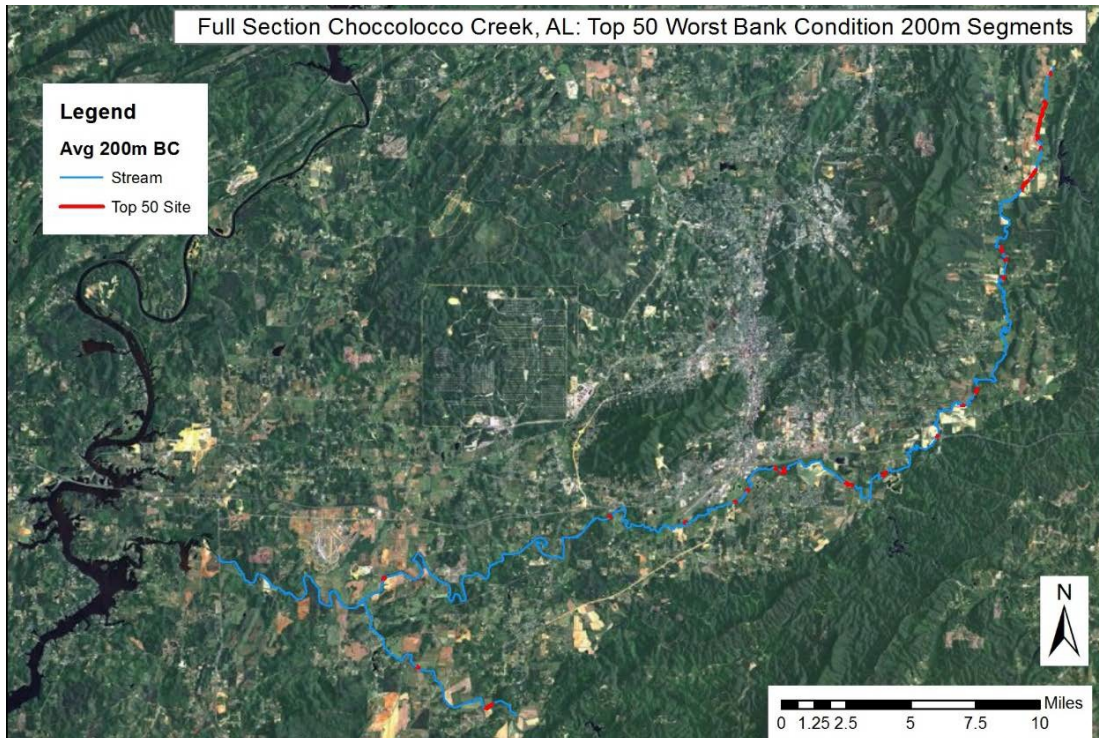 Full Section Choccolocco Creek, AL: Top 50 Worst Bank Condition 200m Segments
Legend
Avg 200m BC
Stream
Top 50 Site
N
Miles
0 1.25 2.5 5 7.5 10